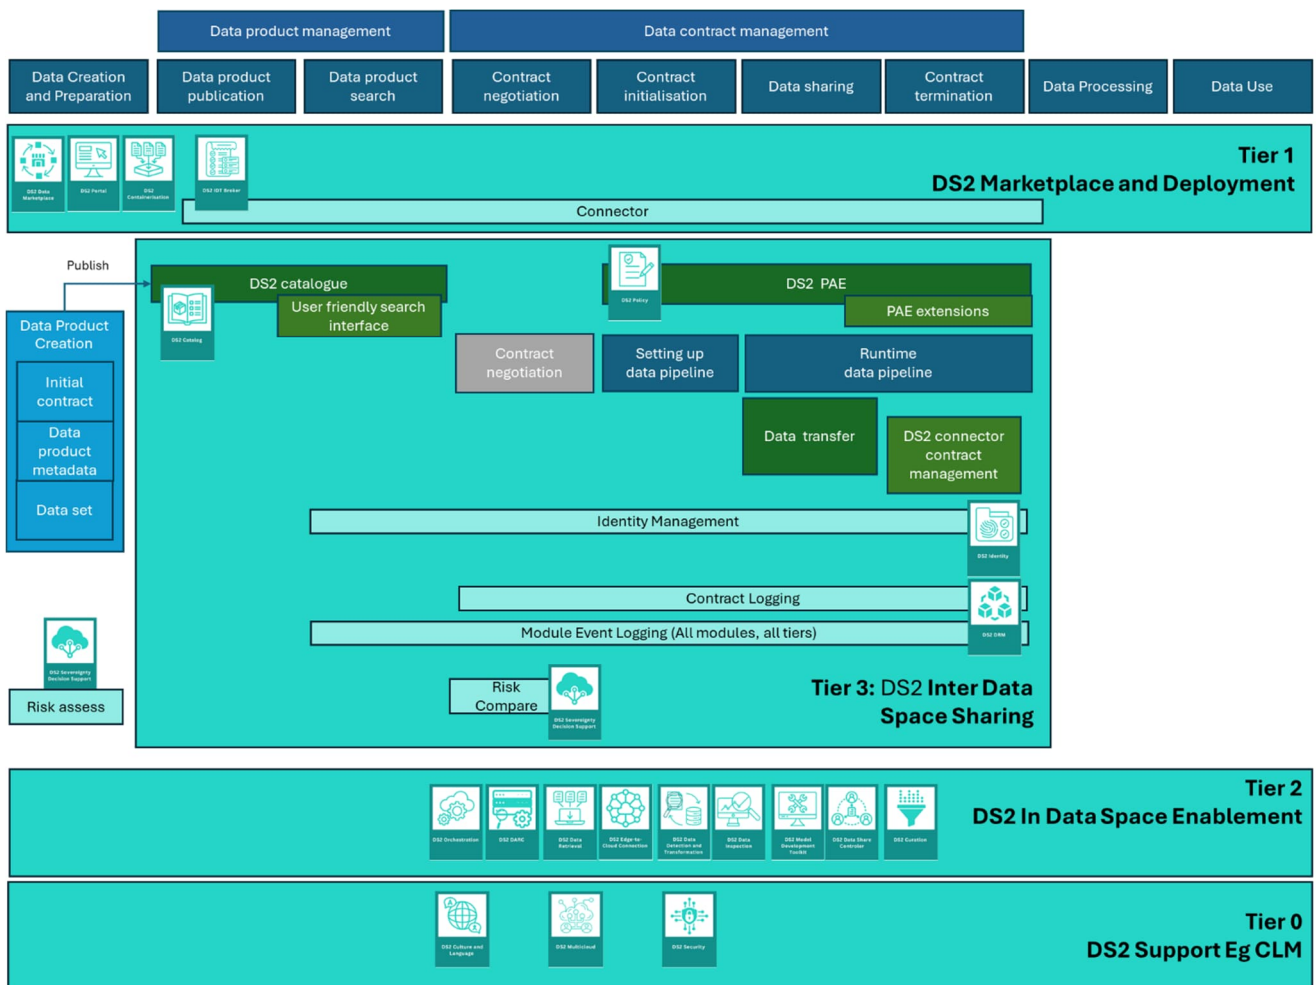 Data product management
Data contract management
Data Creation
and Preparation
Data product
publication
Data product
search
Contract
negotiation
Contract
initialisation
Data sharing
Contract
termination
Data Processing
Data Use
Tier 1
DS2 Marketplace and Deployment
DS2 Data
Marketplace
DS2 Portal
DS2
Containerisation
DS2 IDT Broker
Connector
Publish
DS2 catalogue
User friendly search
interface
DS2 Catalog
DS2 Policy
DS2 PAE
PAE extensions
Data Product
Creation
Initial
contract
Data
product
metadata
Data set
Contract
negotiation
Setting up
data pipeline
Runtime
data pipeline
Data transfer
DS2 connector
contract
management
Identity Management
DS2 Identity
Contract Logging
Module Event Logging (All modules, all tiers)
DS2 DRM
DS2 Sovereignty
Decision Support
Risk assess
Risk
Compare
DS2 Sovereignty
Decision Support
Tier 3: DS2 Inter Data
Space Sharing
Tier 2
DS2 In Data Space Enablement
DS2 Orchestration
DS2 DARC
DS2 Data
Retrieval
DS2 Edge-to-
Cloud Connection
DS2 Data
Detection and
Transformation
DS2 Data
Inspection
DS2 Model
Development
Toolkit
DS2 Data Share
Controler
DS2 Curation
Tier 0
DS2 Support Eg CLM
DS2 Culture and
Language
DS2 Multicloud
DS2 Security